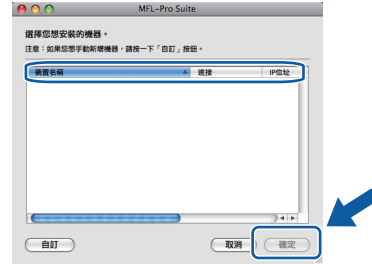 MFL-Pro Suite
選擇您想安裝的機器。
注意：如果您想手動新增機器，請按一下「自訂」按鈕。
裝置名稱 連接 IP位址
自訂 取消 確定